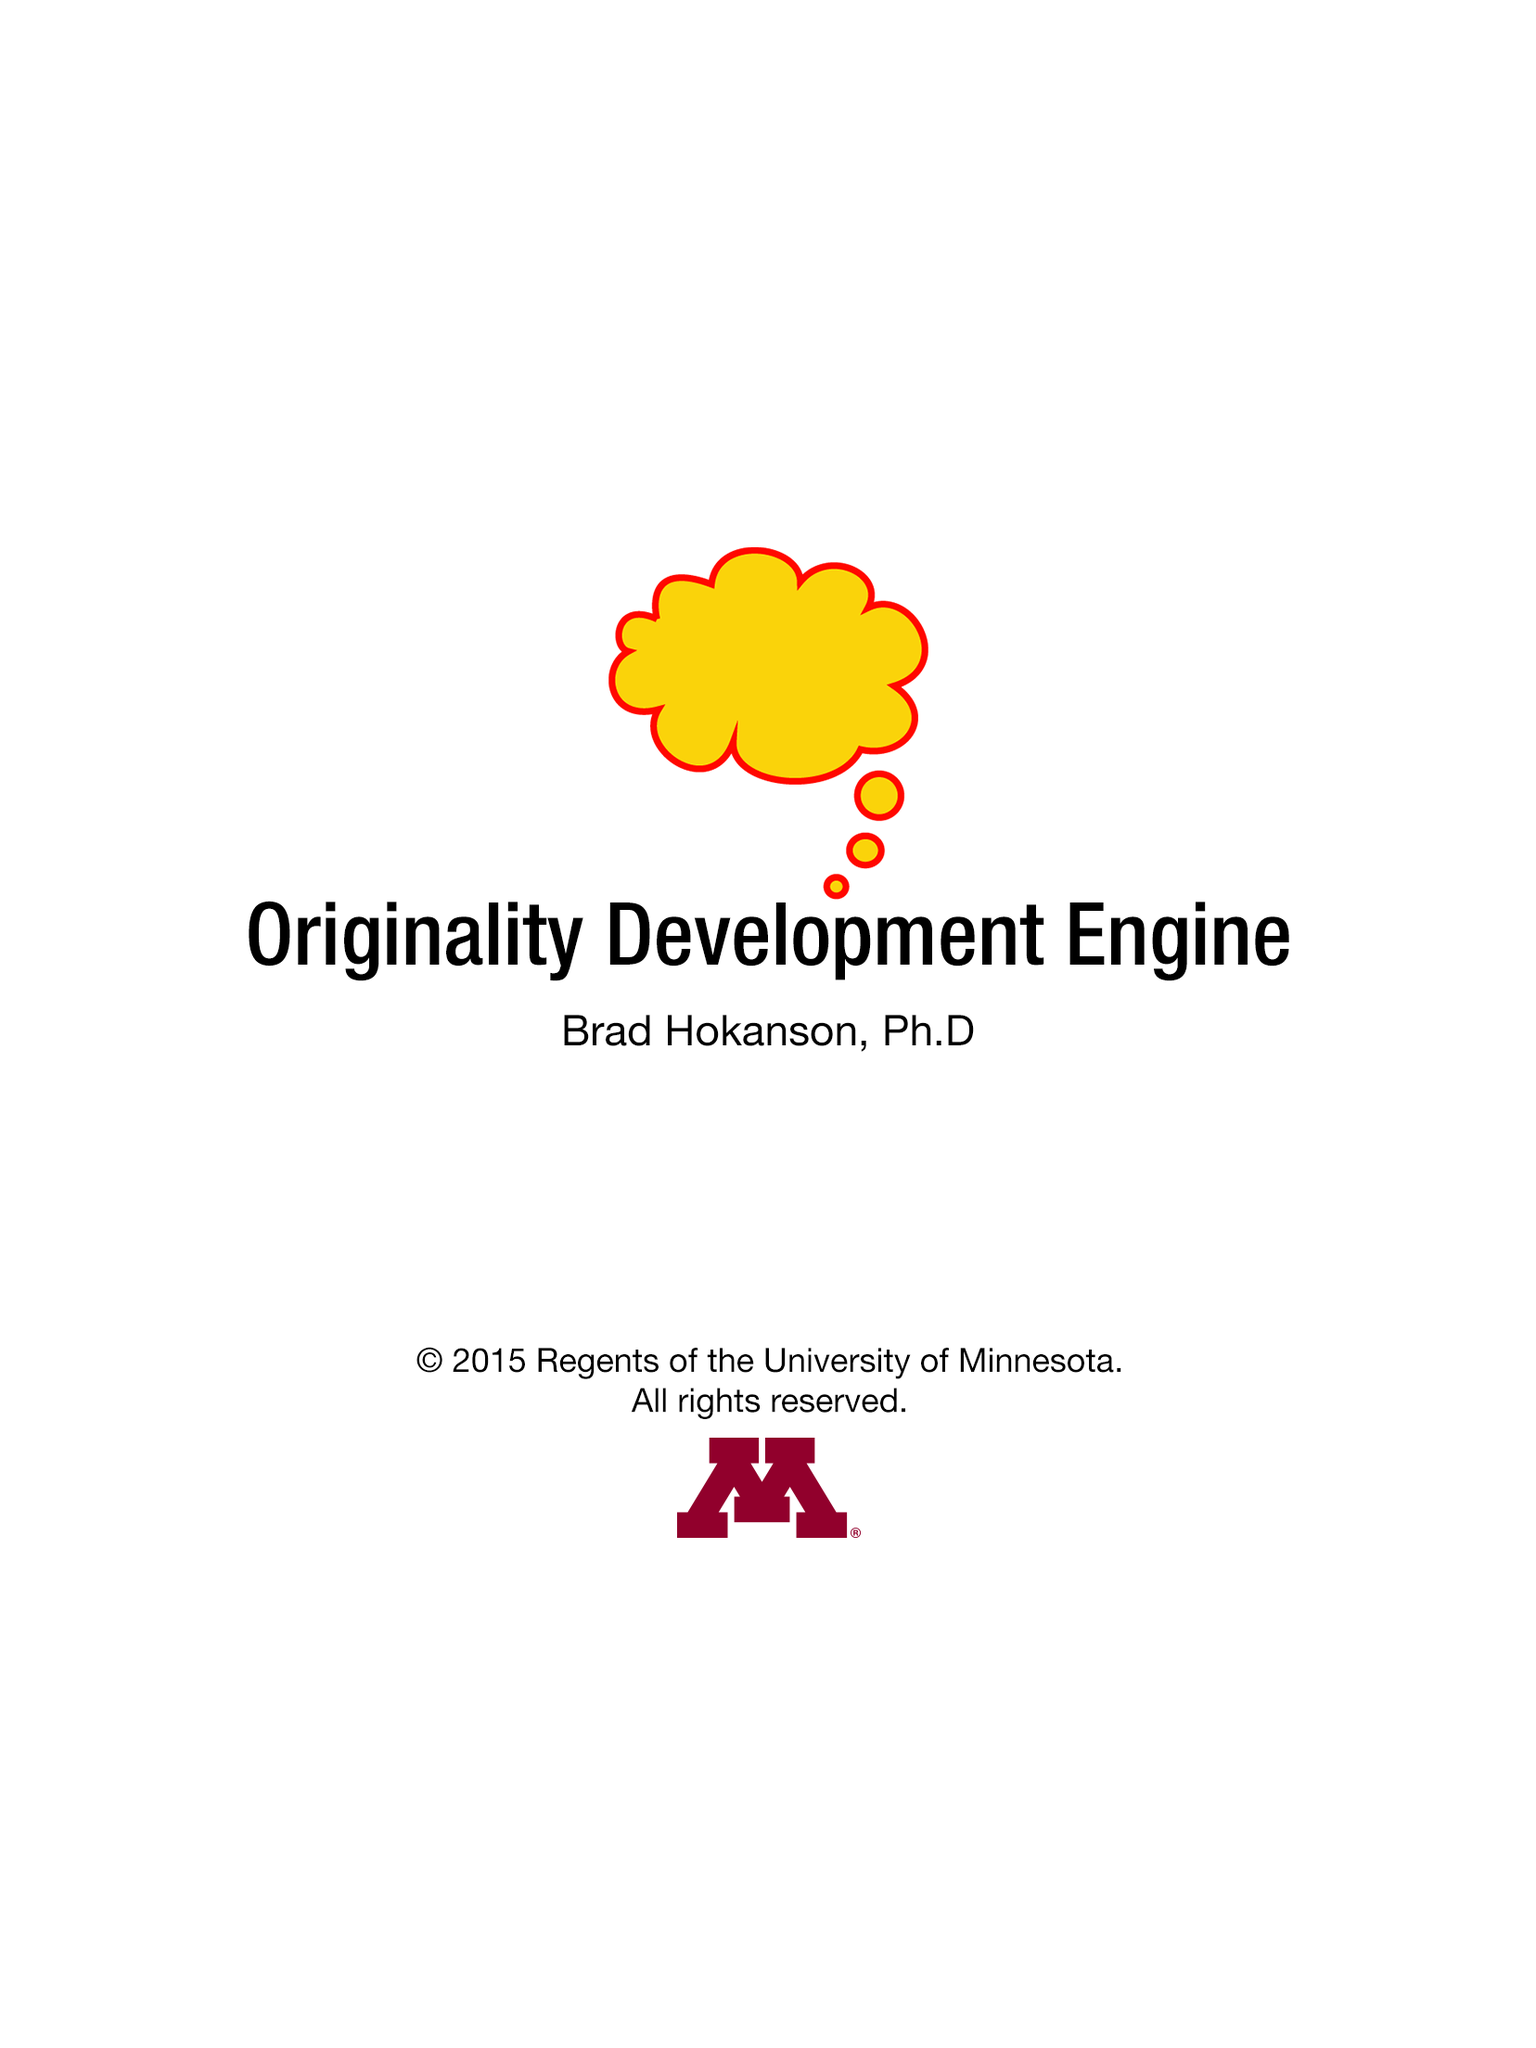 Originality Development Engine
Brad Hokanson, Ph.D
© 2015 Regents of the University of Minnesota.
All rights reserved.
M®